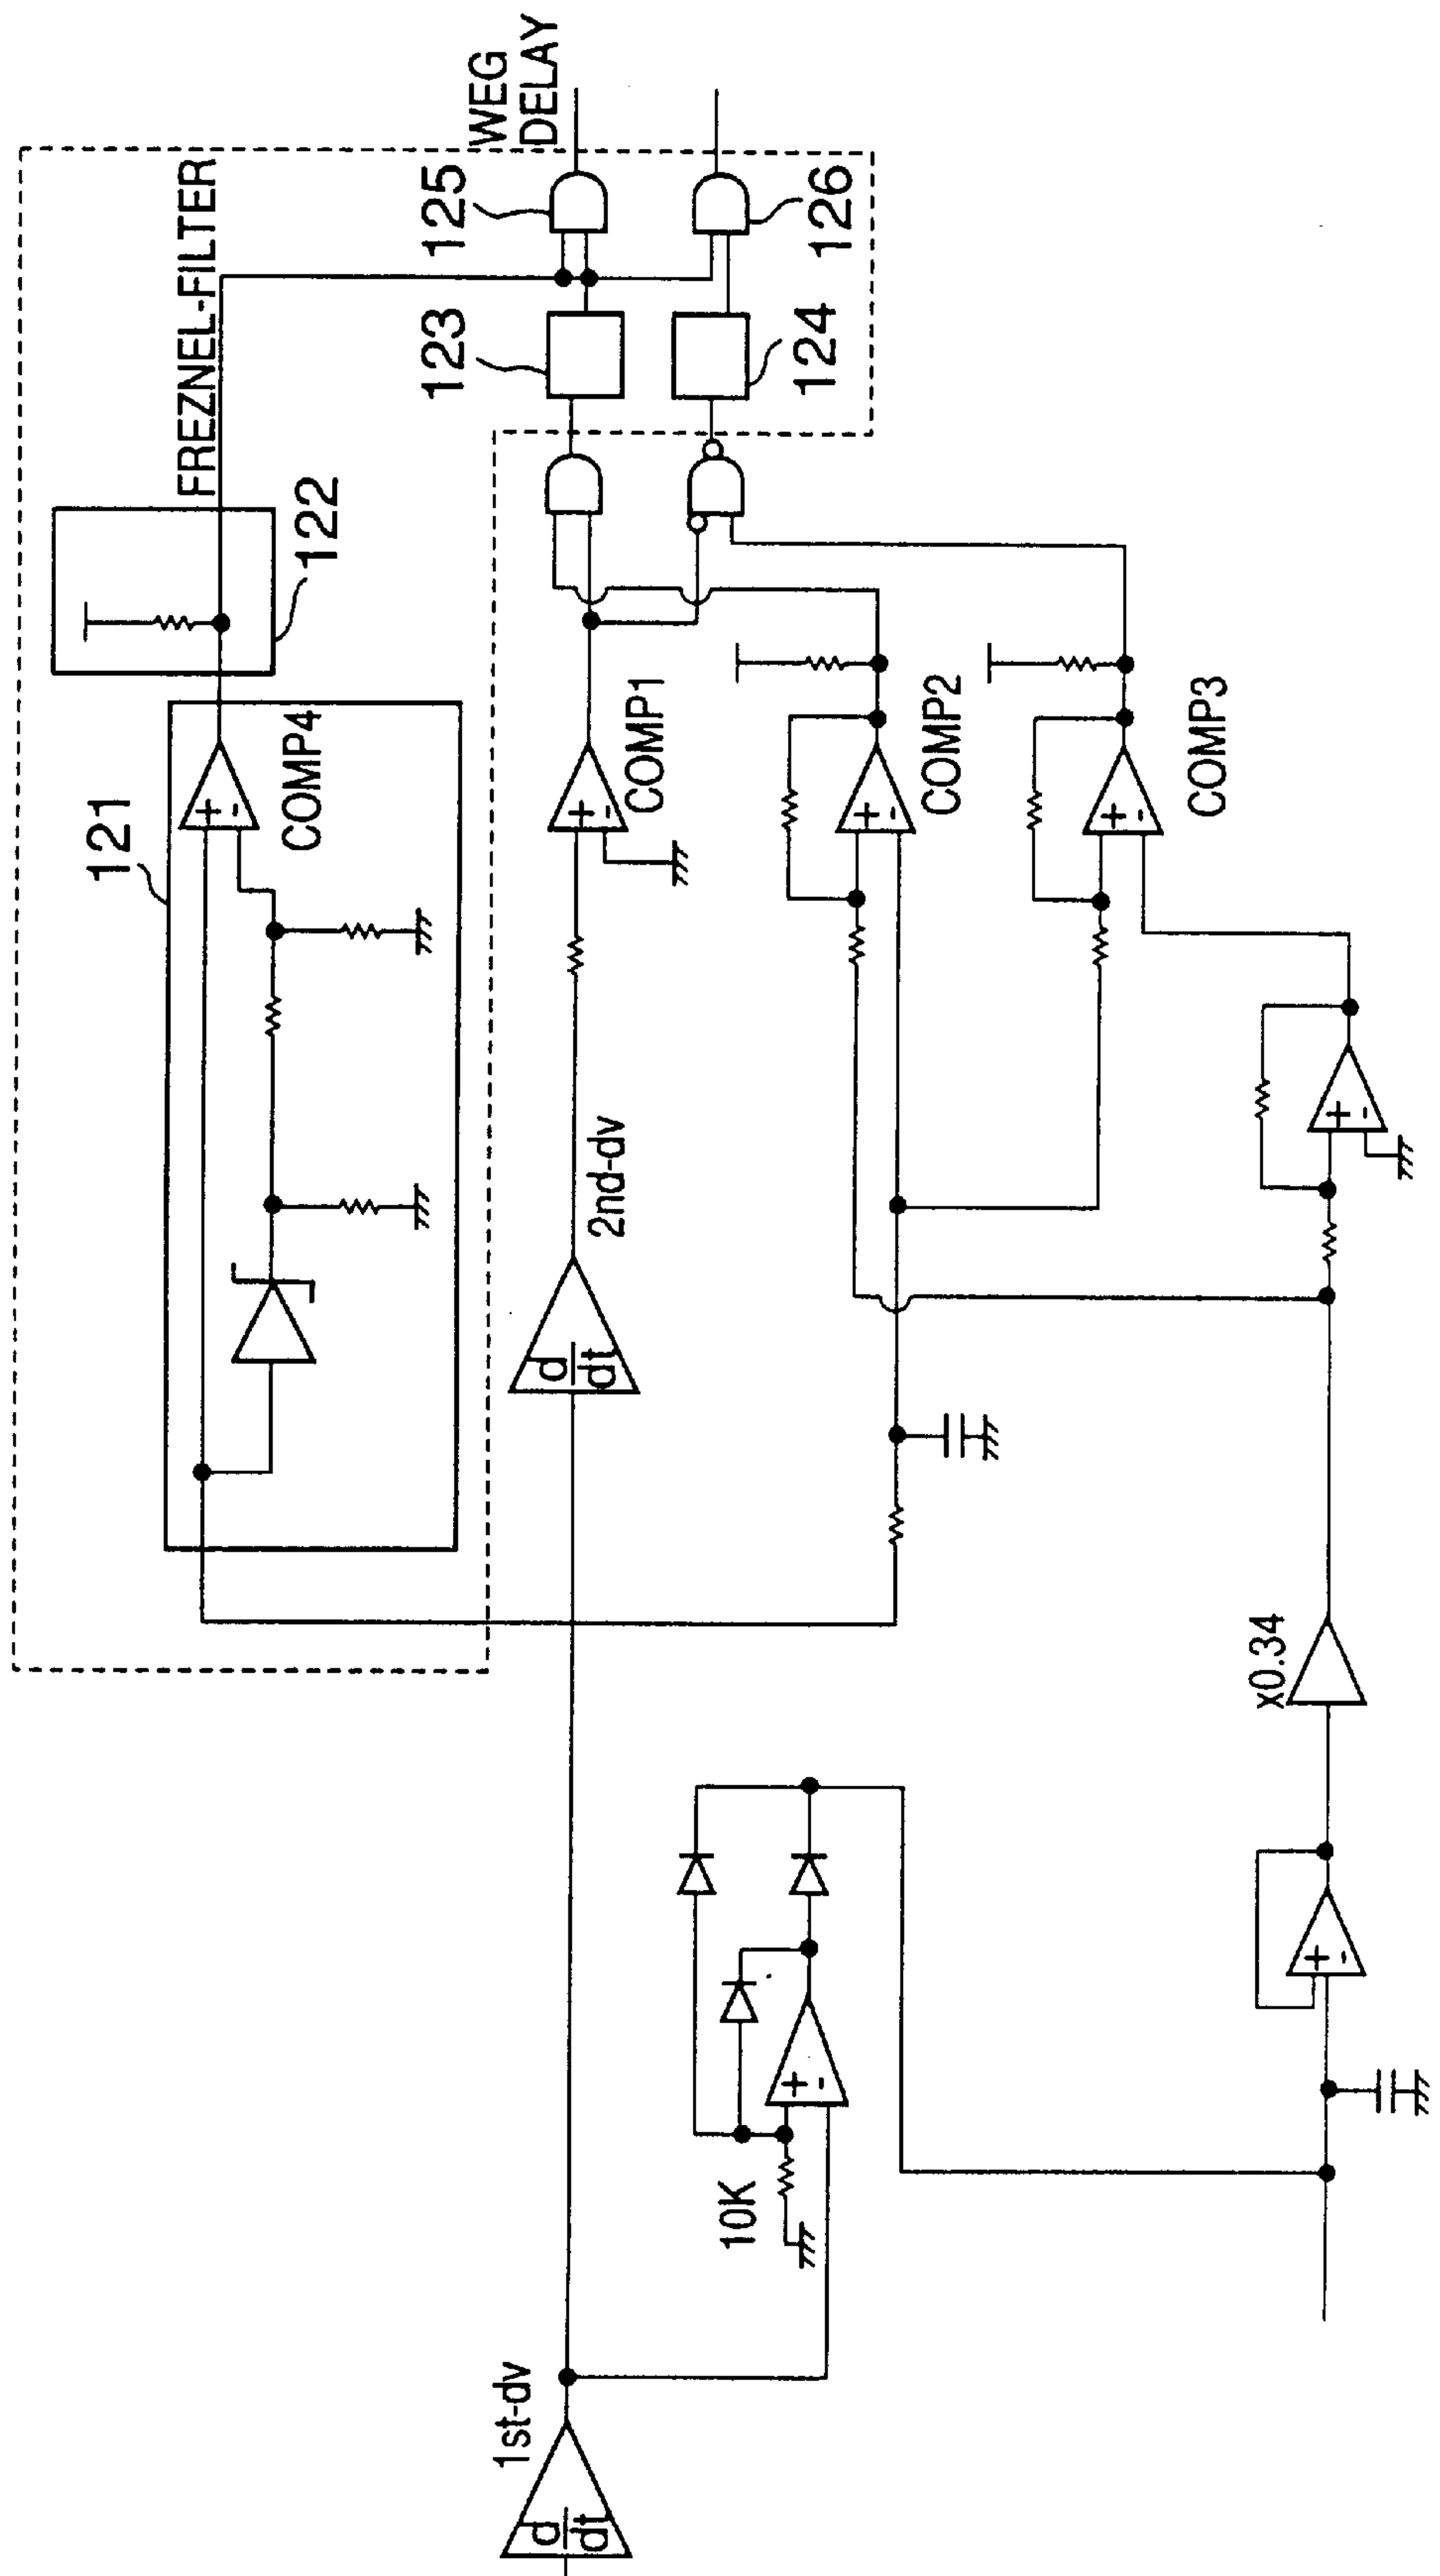 WEG
DELAY
FREZNEL-FILTER
125
126
123
124
122
121
+
-
COMP4
+
-
COMP1
+
-
COMP2
+
-
COMP3
2nd-dv
d
dt
+
-
x0.34
+
-
10K
+
-
1st-dv
d
dt